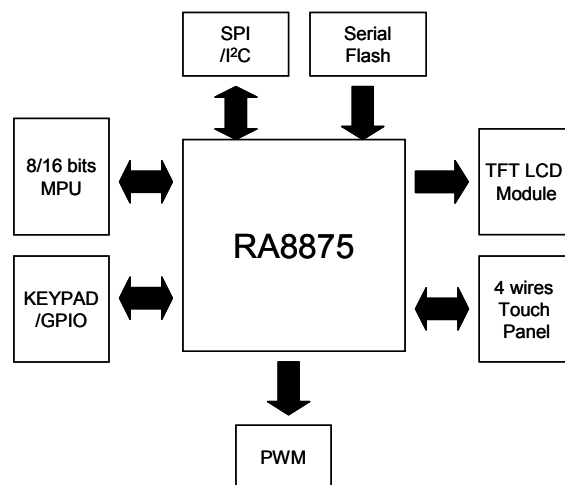 SPI
/I²C
Serial
Flash
8/16 bits
MPU
TFT LCD
Module
RA8875
KEYPAD
/GPIO
4 wires
Touch
Panel
PWM